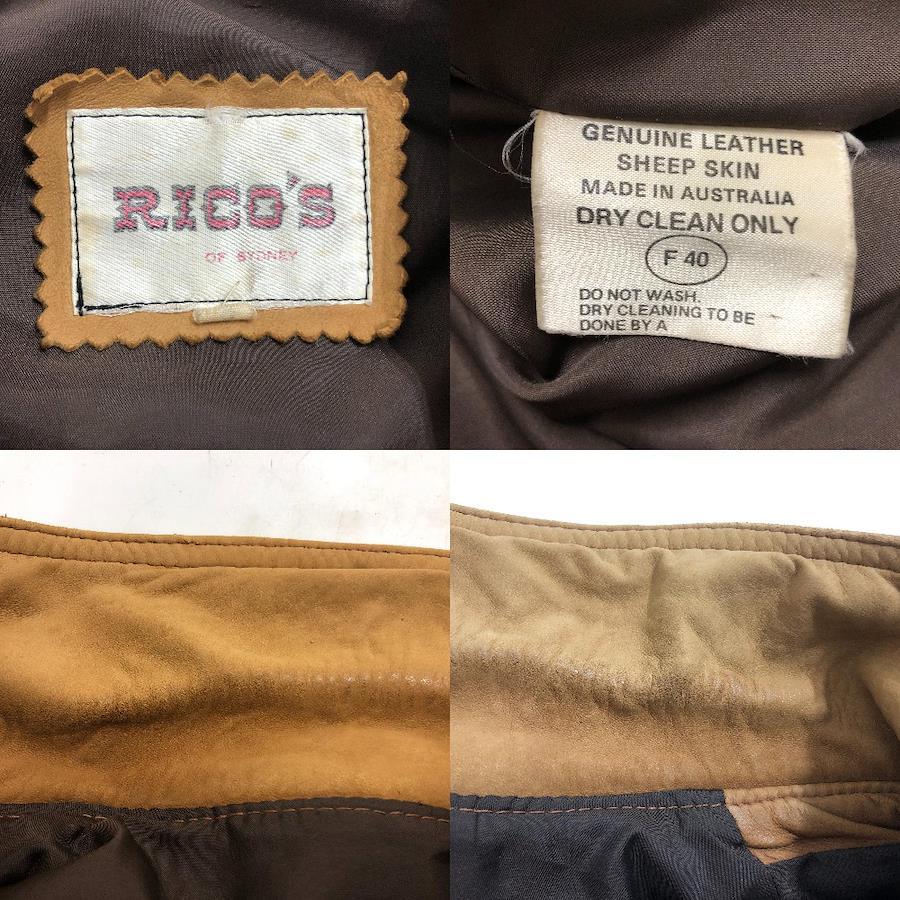 RICO'S
OF SYDNEY
GENUINE LEATHER
SHEEP SKIN
MADE IN AUSTRALIA
DRY CLEAN ONLY
F 40
DO NOT WASH.
DRY CLEANING TO BE
DONE BY A